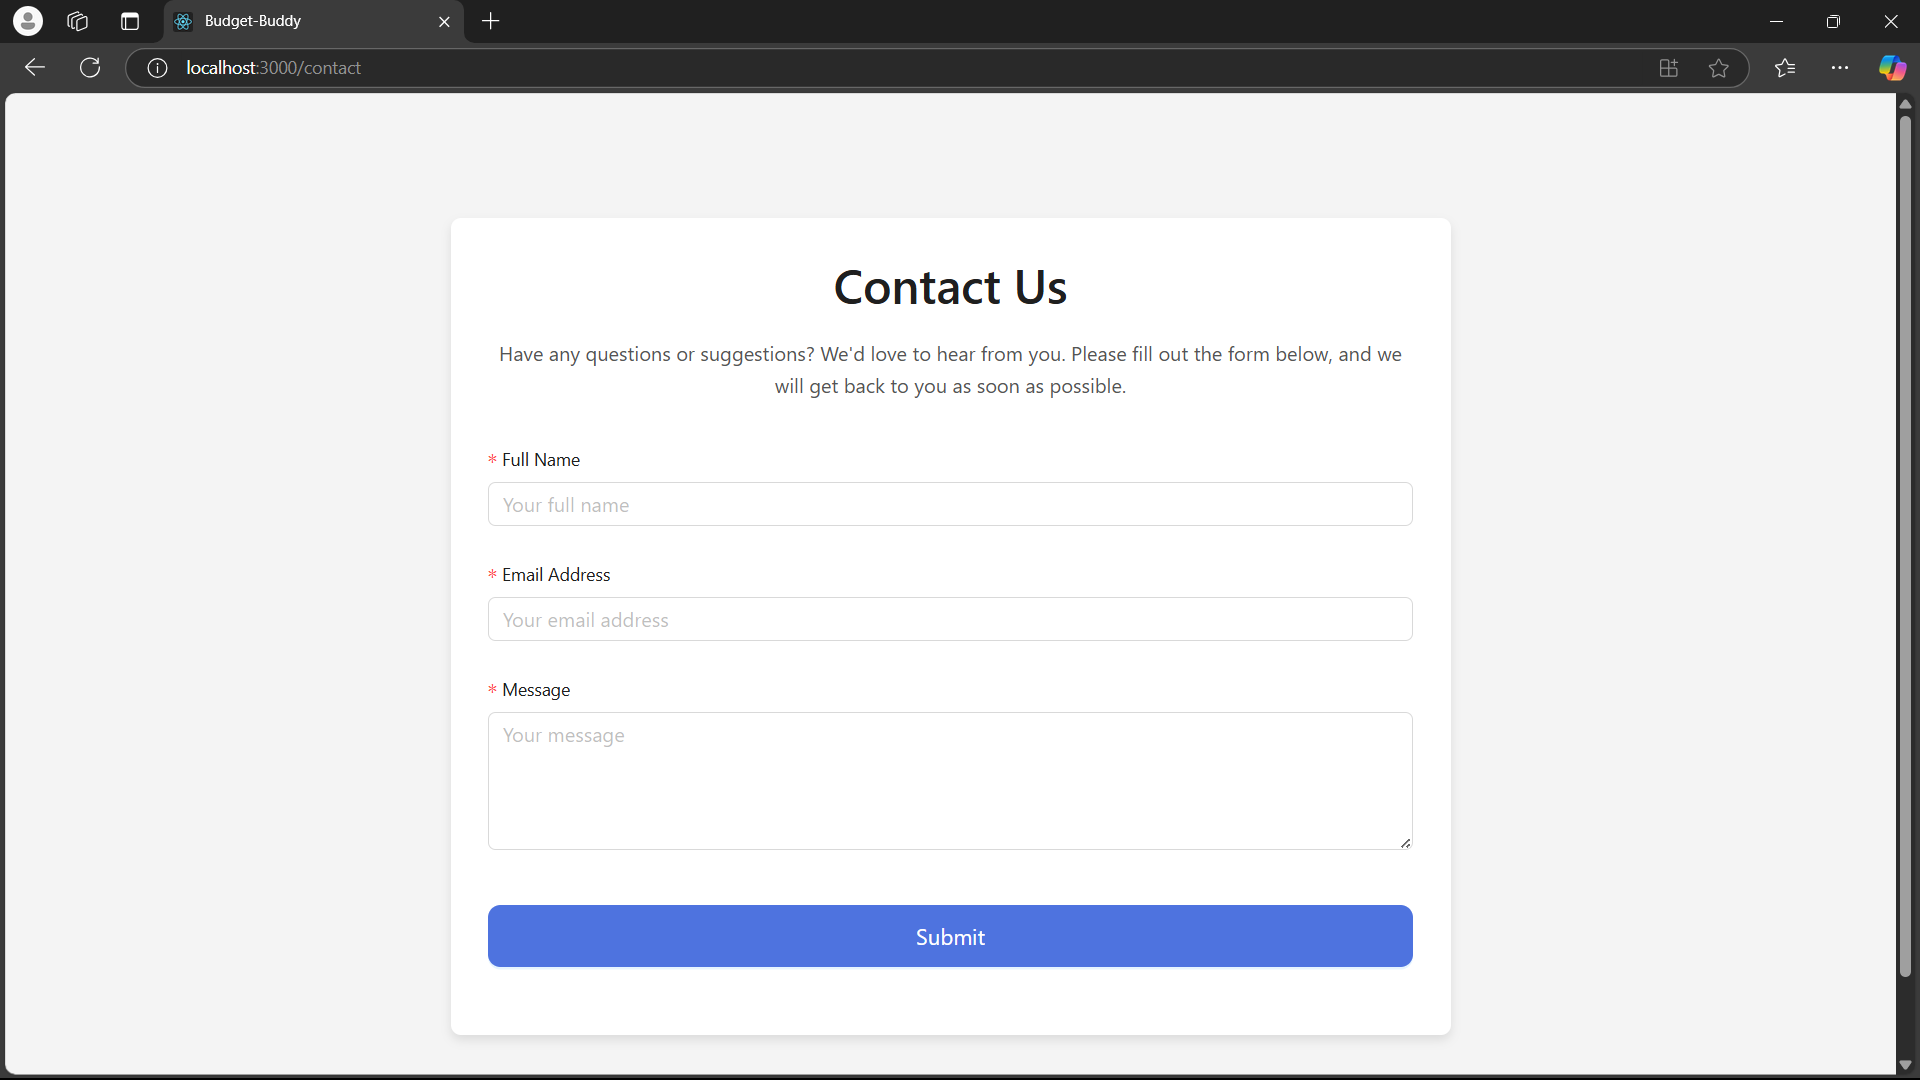 Budget-Buddy
localhost:3000/contact
Contact Us
Have any questions or suggestions? We'd love to hear from you. Please fill out the form below, and we
will get back to you as soon as possible.
* Full Name
Your full name
* Email Address
Your email address
* Message
Your message
Submit